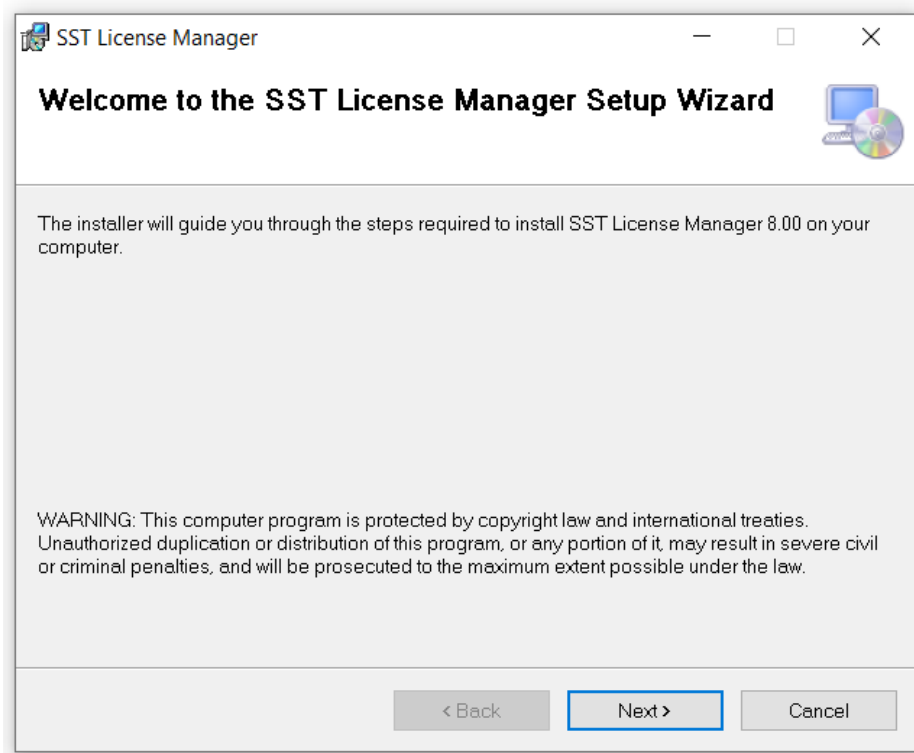 SST License Manager
Welcome to the SST License Manager Setup Wizard
The installer will guide you through the steps required to install SST License Manager 8.00 on your
computer.
WARNING: This computer program is protected by copyright law and international treaties.
Unauthorized duplication or distribution of this program, or any portion of it, may result in severe civil
or criminal penalties, and will be prosecuted to the maximum extent possible under the law.
< Back Next > Cancel